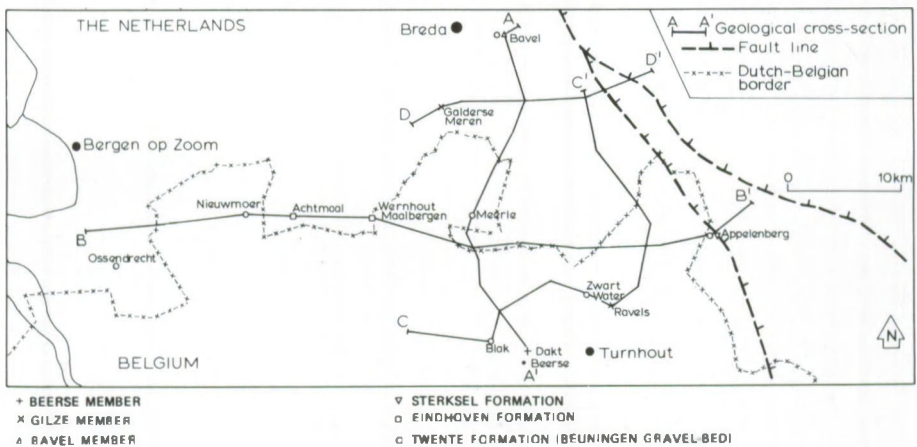 THE NETHERLANDS
Breda
A
Bavel
A A' Geological cross-section
Fault line
Dutch-Belgian
border
D'
C'
D
Galderse
Meren
Bergen op Zoom
0 10km
Nieuwmoer
Achtmaal
Wernhout
Maalbergen
Meerle
B'
B
Appelenberg
Ossendrecht
Zwart
Water
Ravels
C
Blak
Dakt
Beerse
A'
Turnhout
N
BELGIUM
+ BEERSE MEMBER
x GILZE MEMBER
▵ BAVEL MEMBER
▿ STERKSEL FORMATION
□ EINDHOVEN FORMATION
○ TWENTE FORMATION (BEUNINGEN GRAVEL BED)